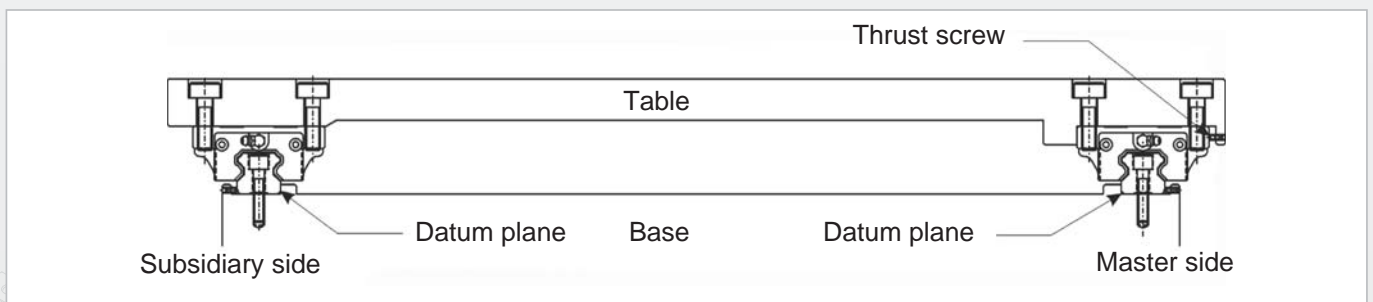 Thrust screw
Table
Datum plane
Base
Datum plane
Subsidiary side
Master side